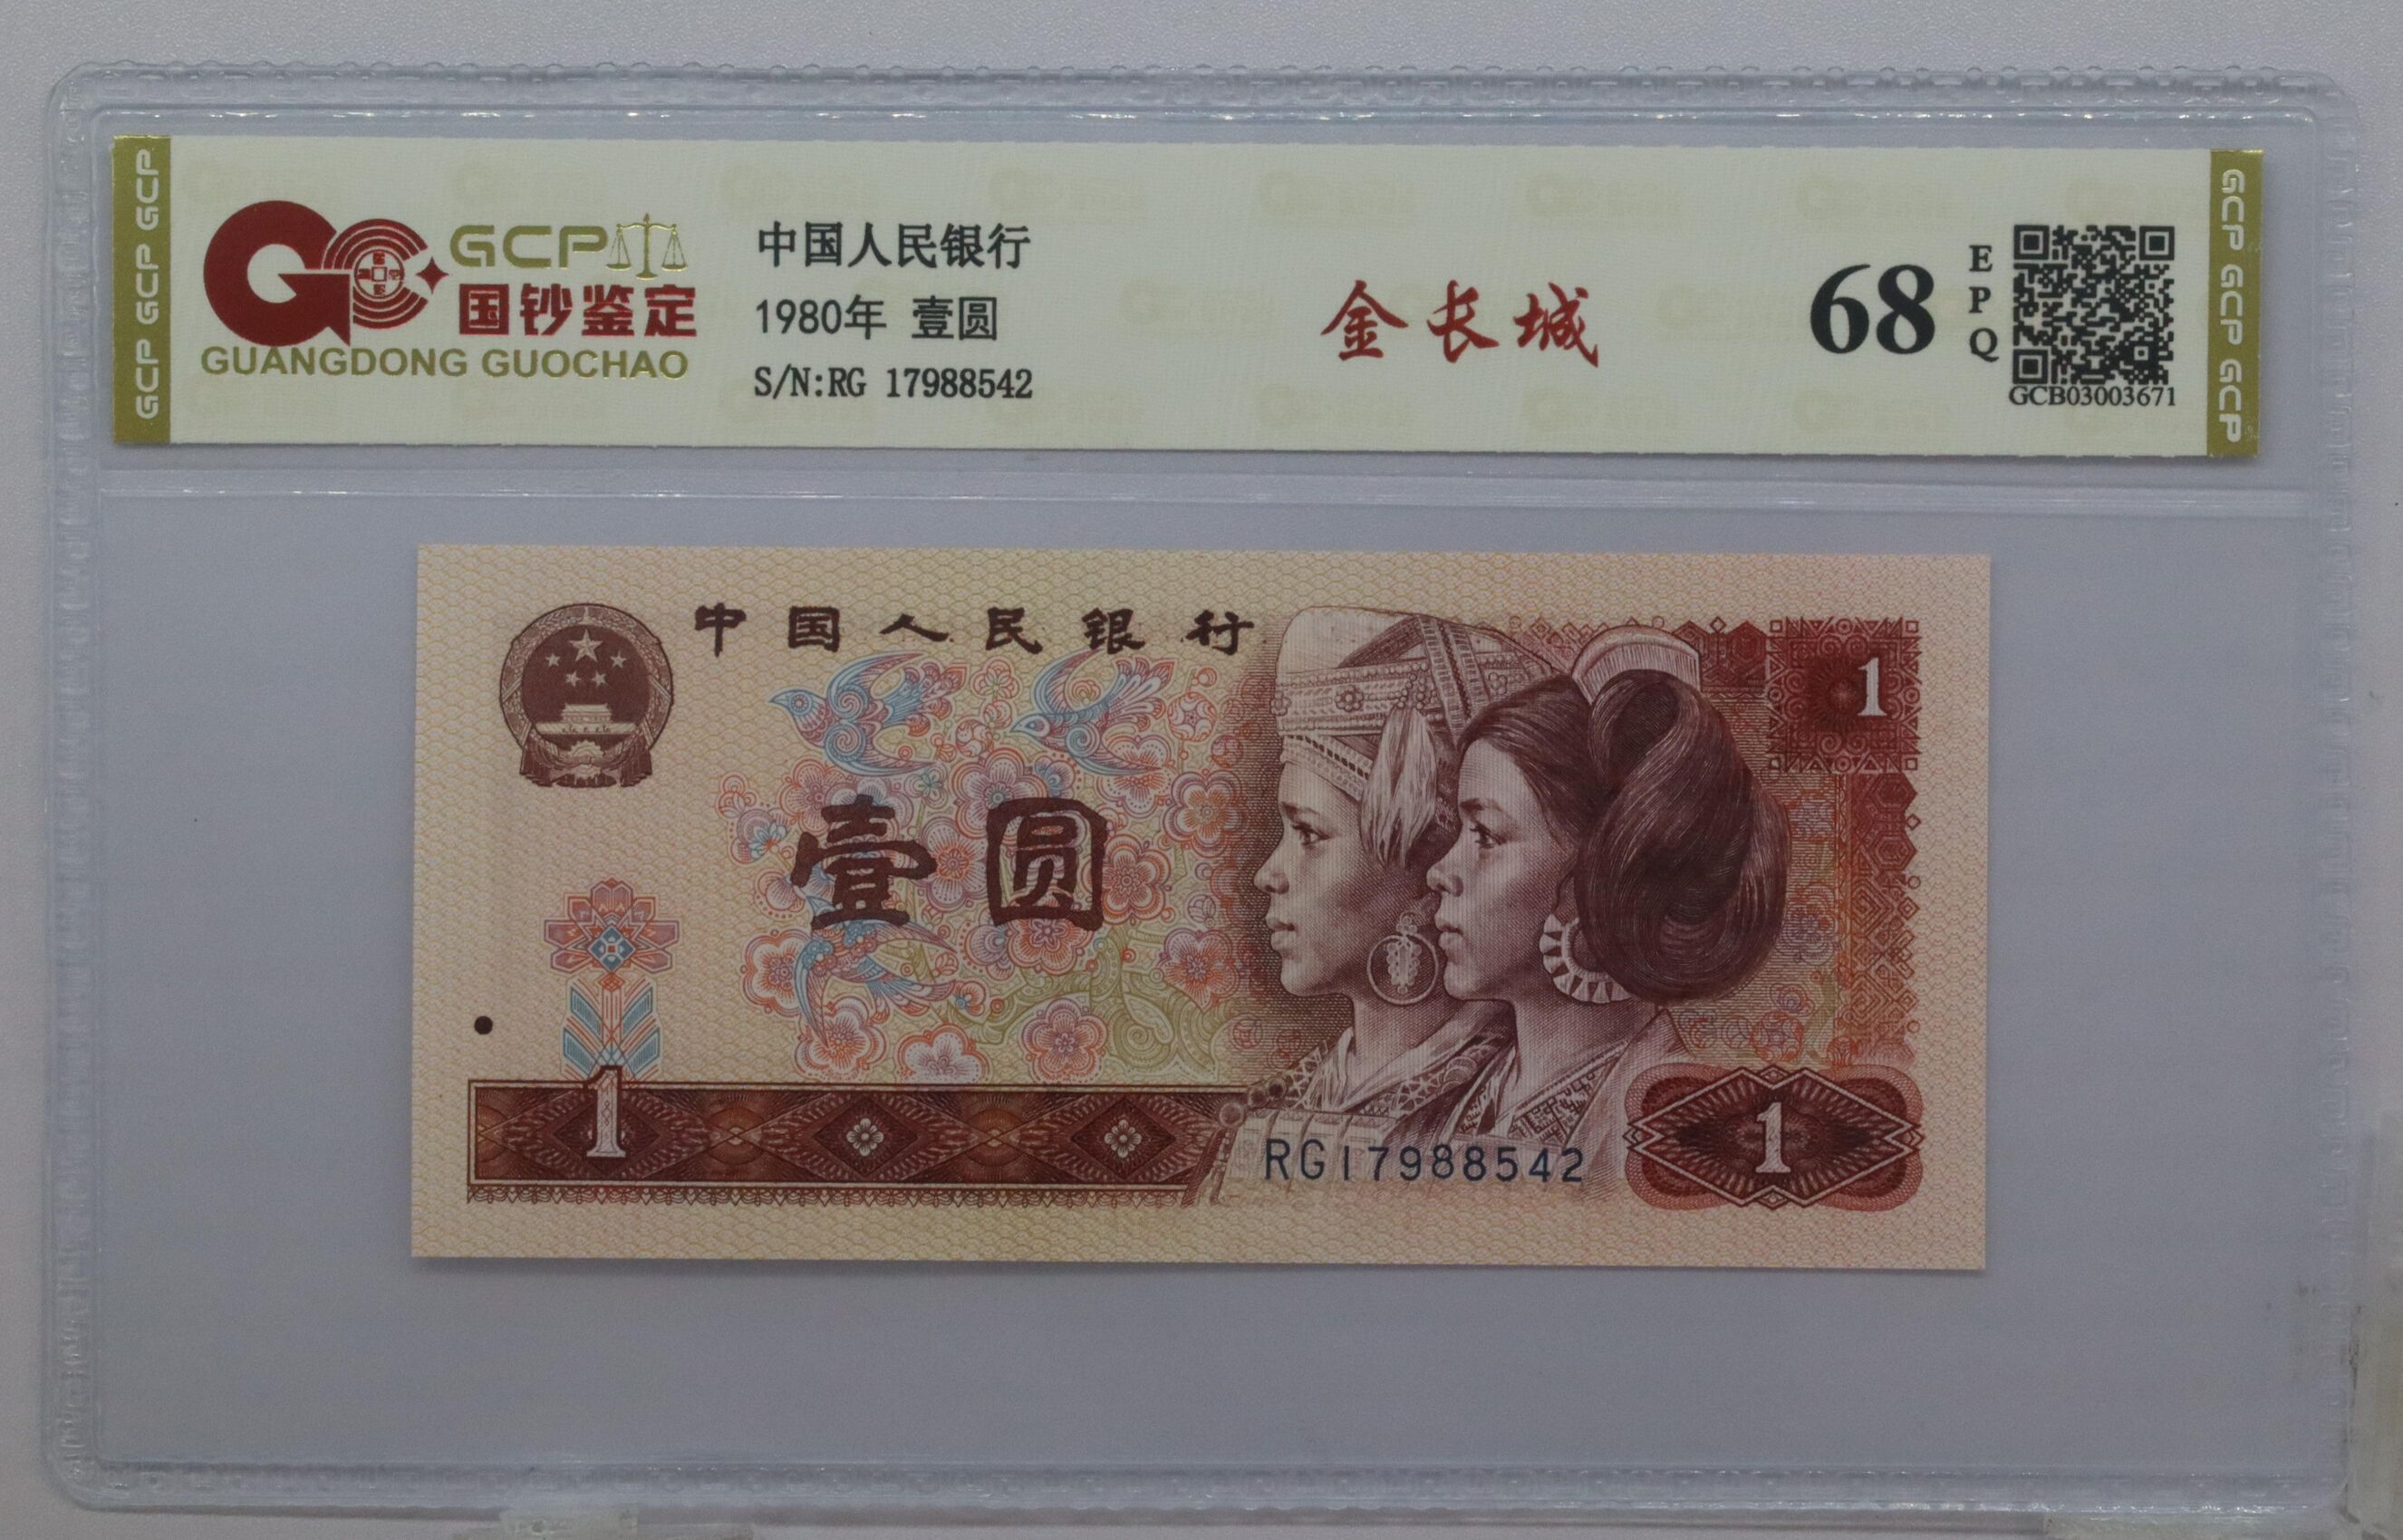 GCP GCP GCP
GCP
国钞鉴定
GUANGDONG GUOCHAO
中国人民银行
1980年 壹圆
S/N:RG 17988542
金长城
68
EPQ
GCB03003671
GCP GCP GCP
中国人民银行
1
壹圆
1
RG17988542
1